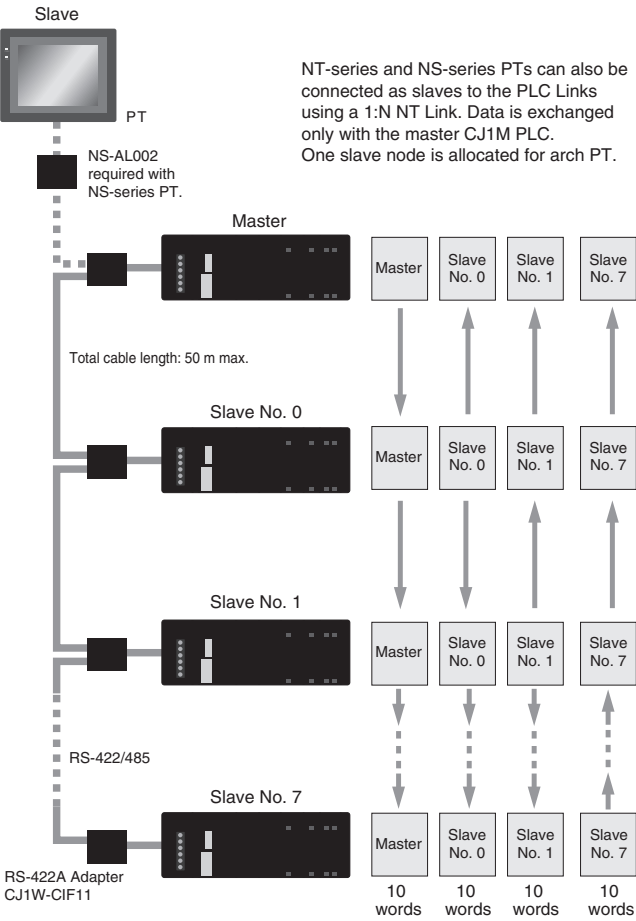 Slave
PT
NT-series and NS-series PTs can also be
connected as slaves to the PLC Links
using a 1:N NT Link. Data is exchanged
only with the master CJ1M PLC.
One slave node is allocated for arch PT.
NS-AL002
required with
NS-series PT.
Master
Master
Slave
No. 0
Slave
No. 1
Slave
No. 7
Total cable length: 50 m max.
Slave No. 0
Master
Slave
No. 0
Slave
No. 1
Slave
No. 7
Slave No. 1
Master
Slave
No. 0
Slave
No. 1
Slave
No. 7
RS-422/485
Slave No. 7
Master
Slave
No. 0
Slave
No. 1
Slave
No. 7
RS-422A Adapter
CJ1W-CIF11
10
words
10
words
10
words
10
words